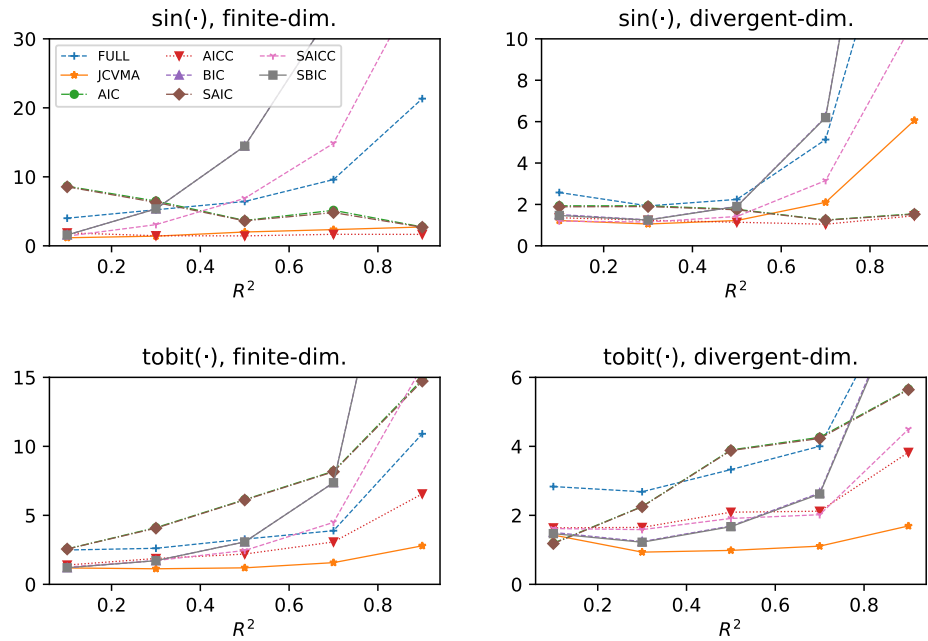 sin(·), finite-dim.
30
20
10
0
FULL
JCVMA
AIC
AICC
BIC
SAIC
SAICC
SBIC
0.2 0.4 0.6 0.8
R²
sin(·), divergent-dim.
10
8
6
4
2
0
0.2 0.4 0.6 0.8
R²
tobit(·), finite-dim.
15
10
5
0
0.2 0.4 0.6 0.8
R²
tobit(·), divergent-dim.
6
4
2
0
0.2 0.4 0.6 0.8
R²